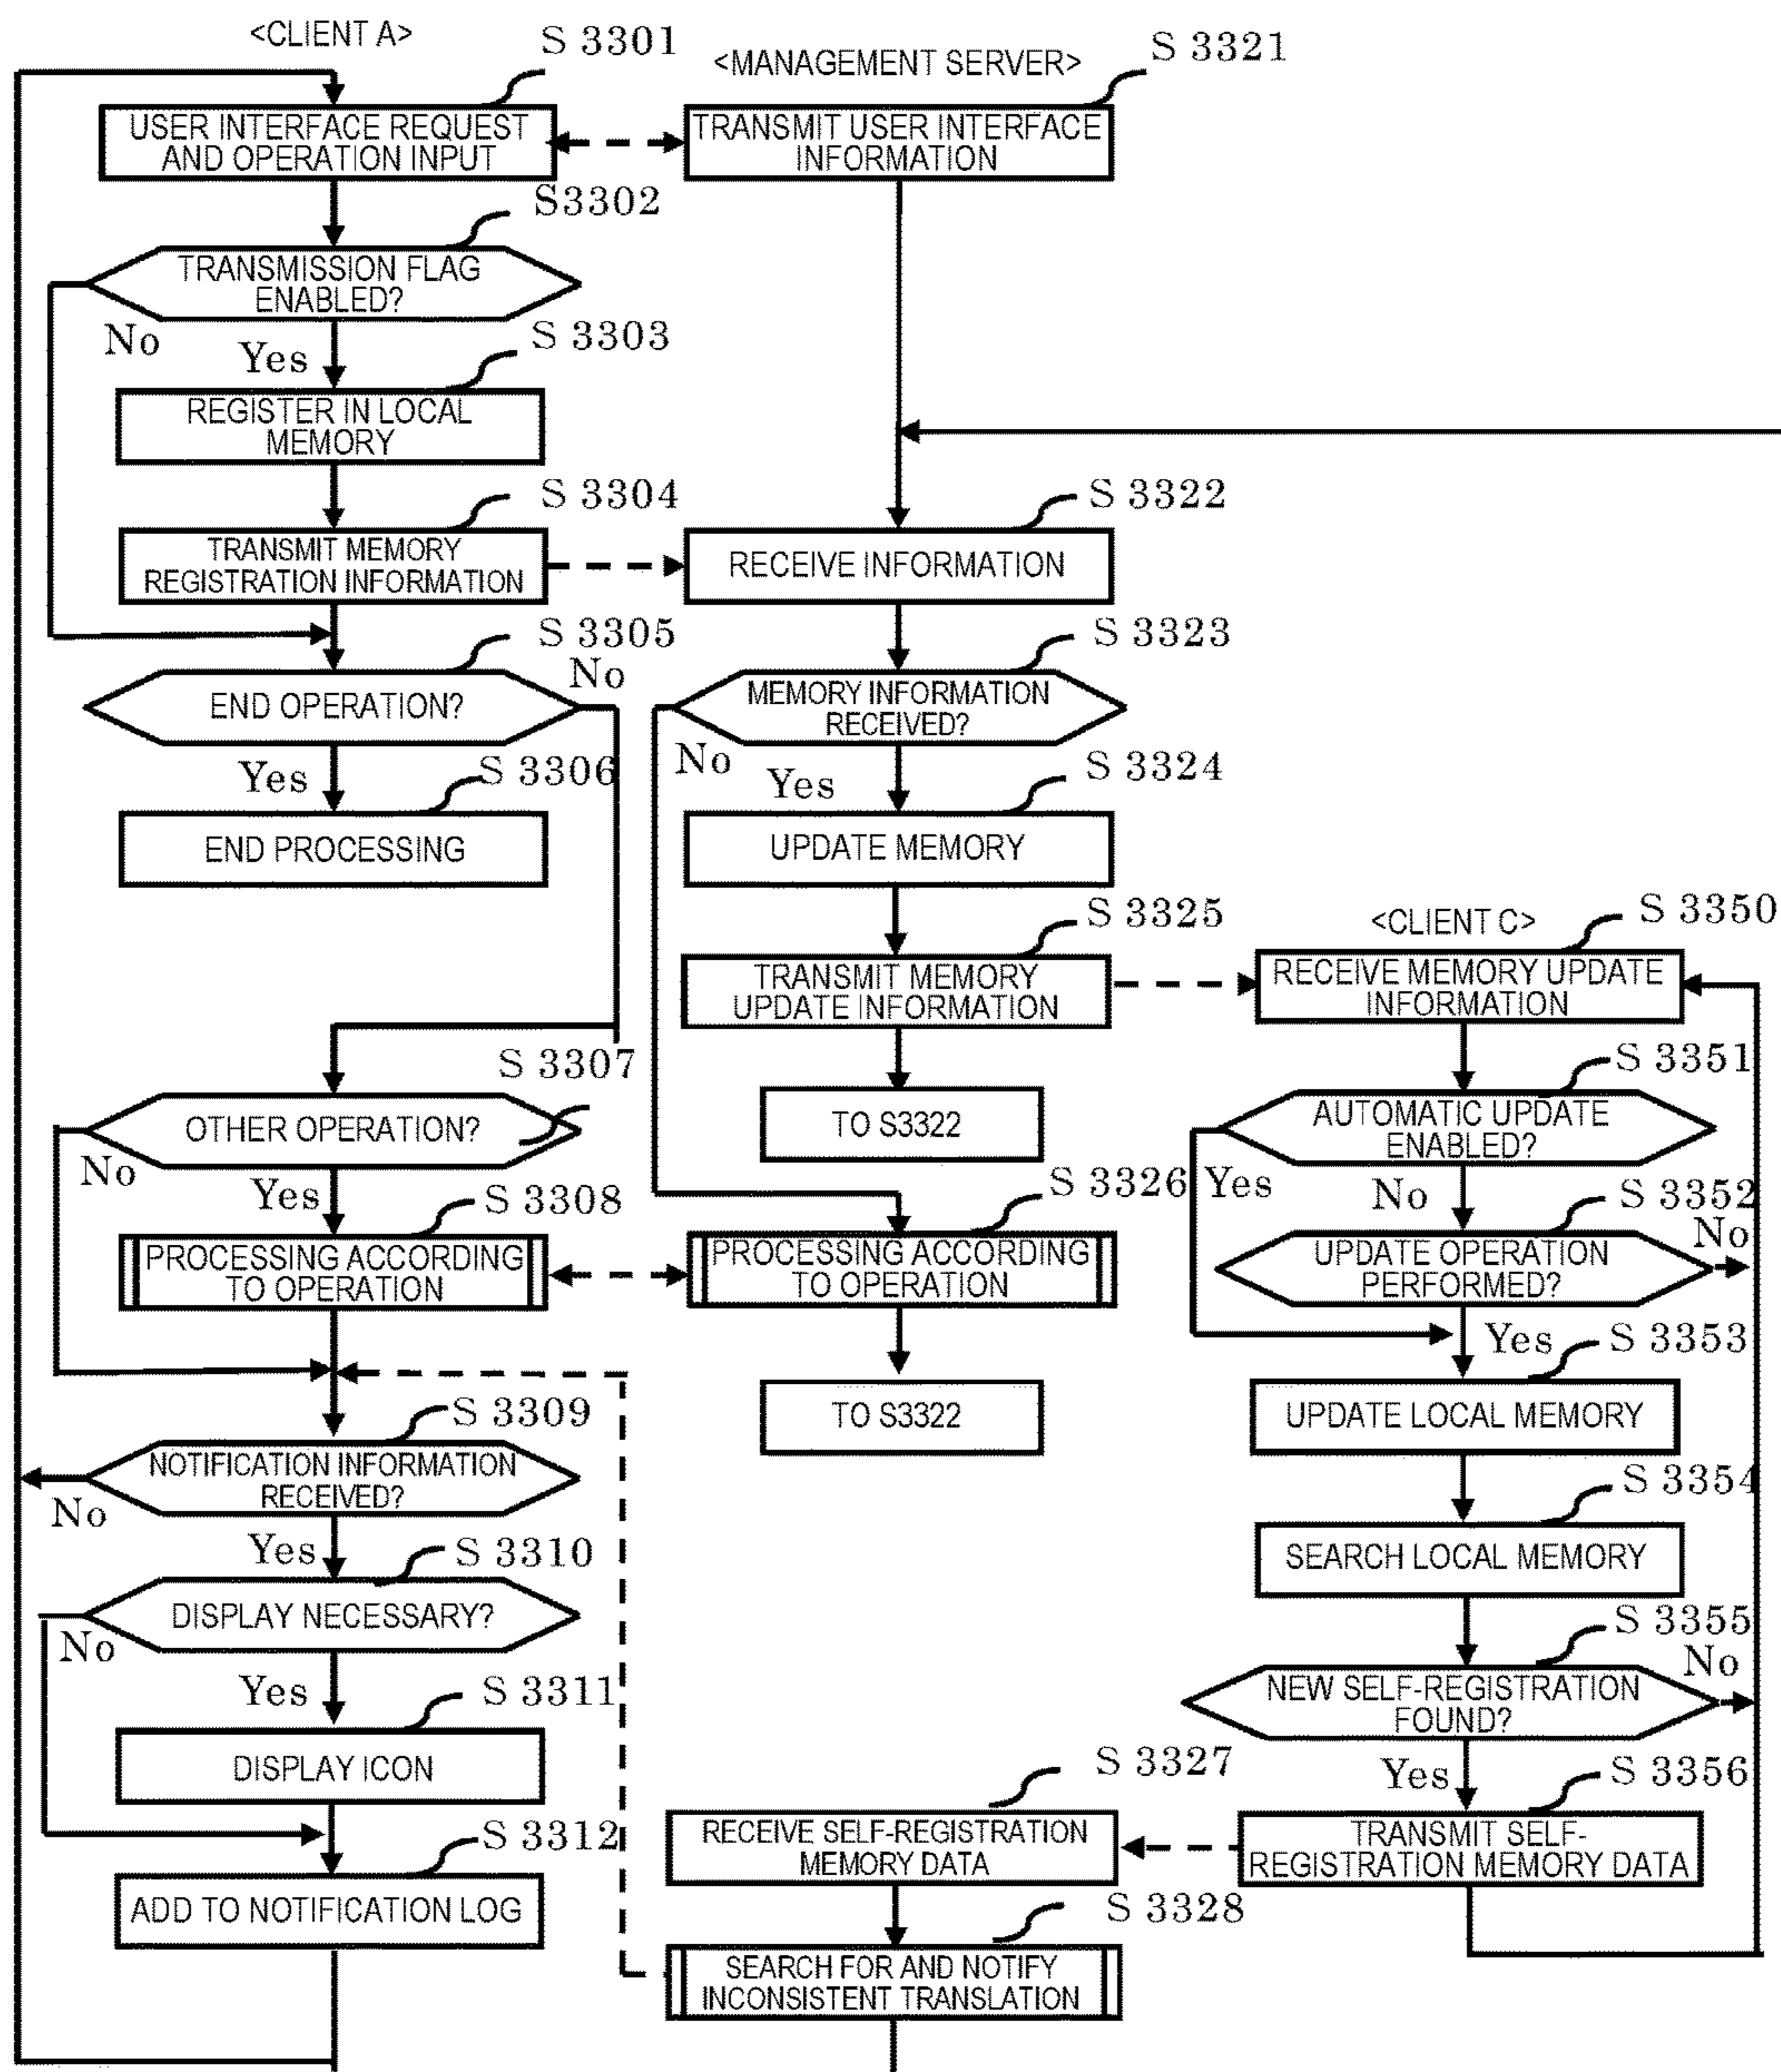 <CLIENT A>
S 3301
USER INTERFACE REQUEST
AND OPERATION INPUT
S3302
TRANSMISSION FLAG
ENABLED?
No
Yes
S 3303
REGISTER IN LOCAL
MEMORY
S 3304
TRANSMIT MEMORY
REGISTRATION INFORMATION
S 3305
END OPERATION?
No
Yes
S 3306
END PROCESSING
S 3307
OTHER OPERATION?
No
Yes
S 3308
PROCESSING ACCORDING
TO OPERATION
S 3309
NOTIFICATION INFORMATION
RECEIVED?
No
Yes
S 3310
DISPLAY NECESSARY?
No
Yes
S 3311
DISPLAY ICON
S 3312
ADD TO NOTIFICATION LOG
<MANAGEMENT SERVER>
S 3321
TRANSMIT USER INTERFACE
INFORMATION
S 3322
RECEIVE INFORMATION
S 3323
MEMORY INFORMATION
RECEIVED?
No
Yes
S 3324
UPDATE MEMORY
S 3325
TRANSMIT MEMORY
UPDATE INFORMATION
TO S3322
S 3326
PROCESSING ACCORDING
TO OPERATION
TO S3322
S 3327
RECEIVE SELF-REGISTRATION
MEMORY DATA
S 3328
SEARCH FOR AND NOTIFY
INCONSISTENT TRANSLATION
<CLIENT C>
S 3350
RECEIVE MEMORY UPDATE
INFORMATION
S 3351
AUTOMATIC UPDATE
ENABLED?
Yes
No
S 3352
UPDATE OPERATION
PERFORMED?
No
Yes
S 3353
UPDATE LOCAL MEMORY
S 3354
SEARCH LOCAL MEMORY
S 3355
NEW SELF-REGISTRATION
FOUND?
No
Yes
S 3356
TRANSMIT SELF-
REGISTRATION MEMORY DATA